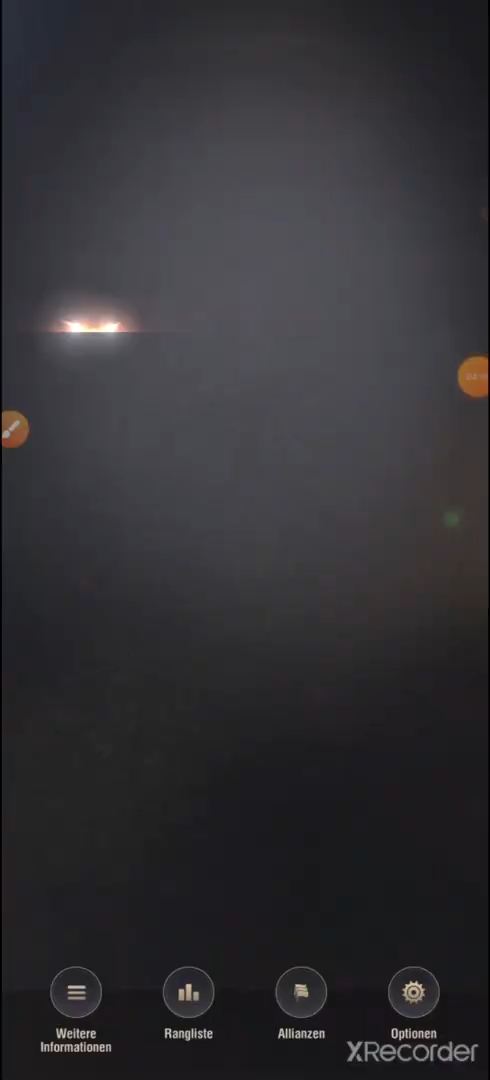 Weitere
Informationen
Rangliste
Allianzen
Optionen
XRecorder